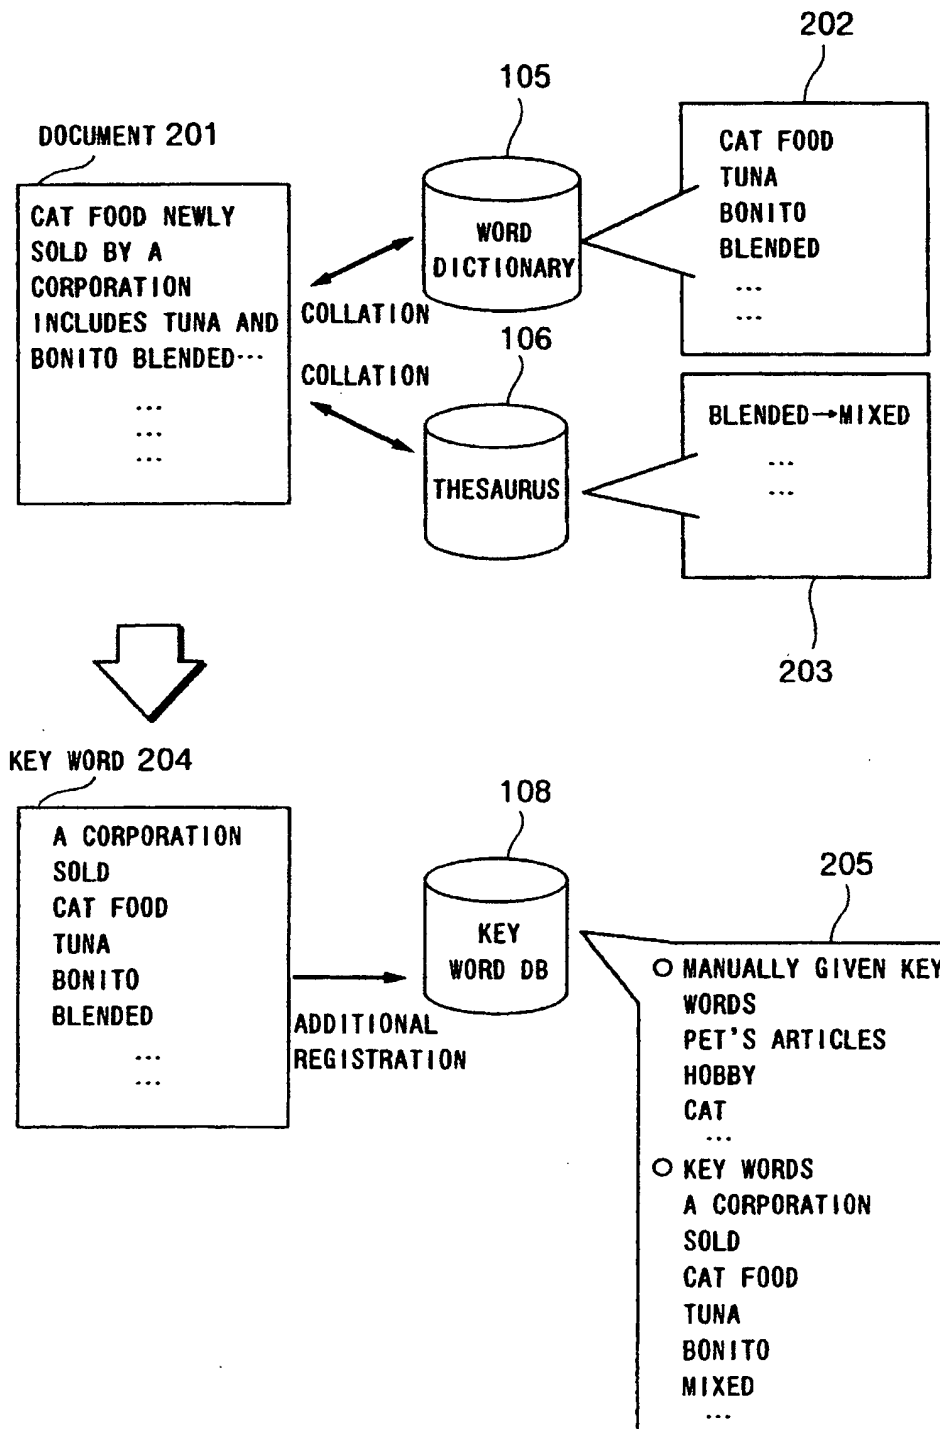 202
105
DOCUMENT 201
CAT FOOD NEWLY
SOLD BY A
CORPORATION
INCLUDES TUNA AND
BONITO BLENDED…
…
…
…
COLLATION
COLLATION
WORD
DICTIONARY
CAT FOOD
TUNA
BONITO
BLENDED
…
…
106
THESAURUS
BLENDED→MIXED
…
…
203
KEY WORD 204
A CORPORATION
SOLD
CAT FOOD
TUNA
BONITO
BLENDED
…
…
ADDITIONAL
REGISTRATION
108
KEY
WORD DB
205
○ MANUALLY GIVEN KEY
WORDS
PET'S ARTICLES
HOBBY
CAT
…
○ KEY WORDS
A CORPORATION
SOLD
CAT FOOD
TUNA
BONITO
MIXED
…